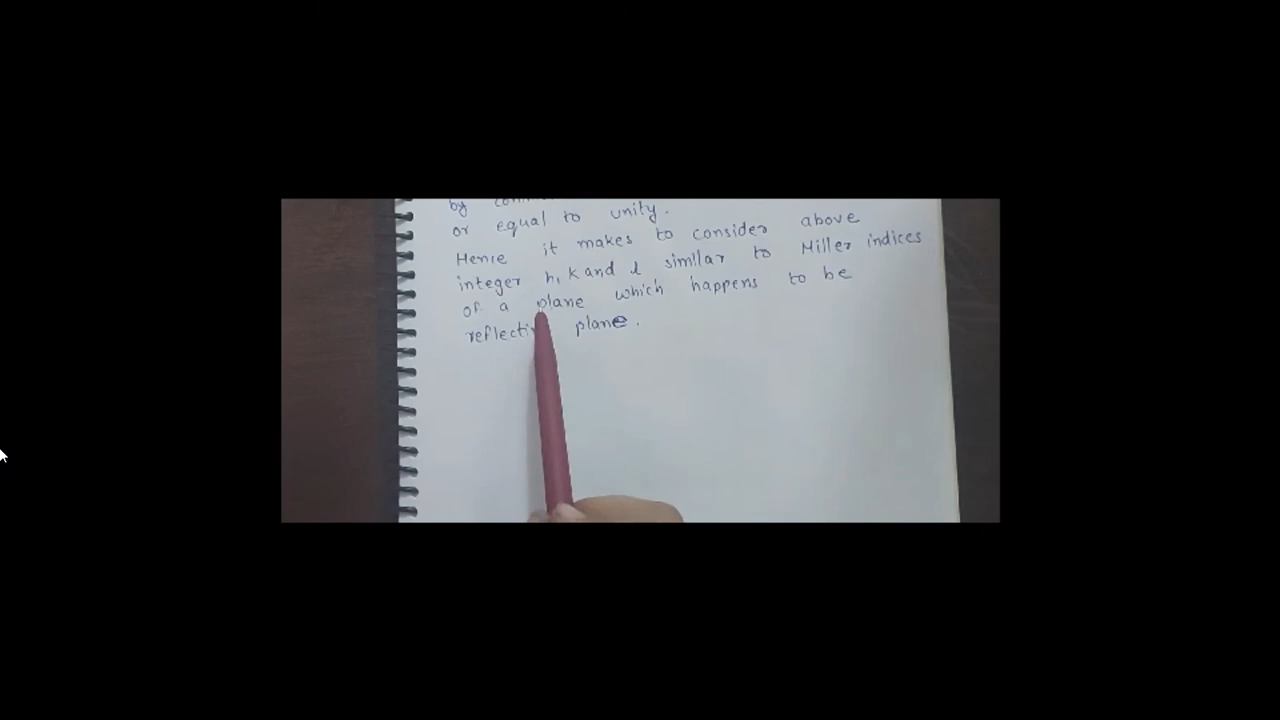 by
or equal to unity.
Hence it makes to consider above
integer h, k and l similar to Miller indices
of a plane which happens to be
plane.